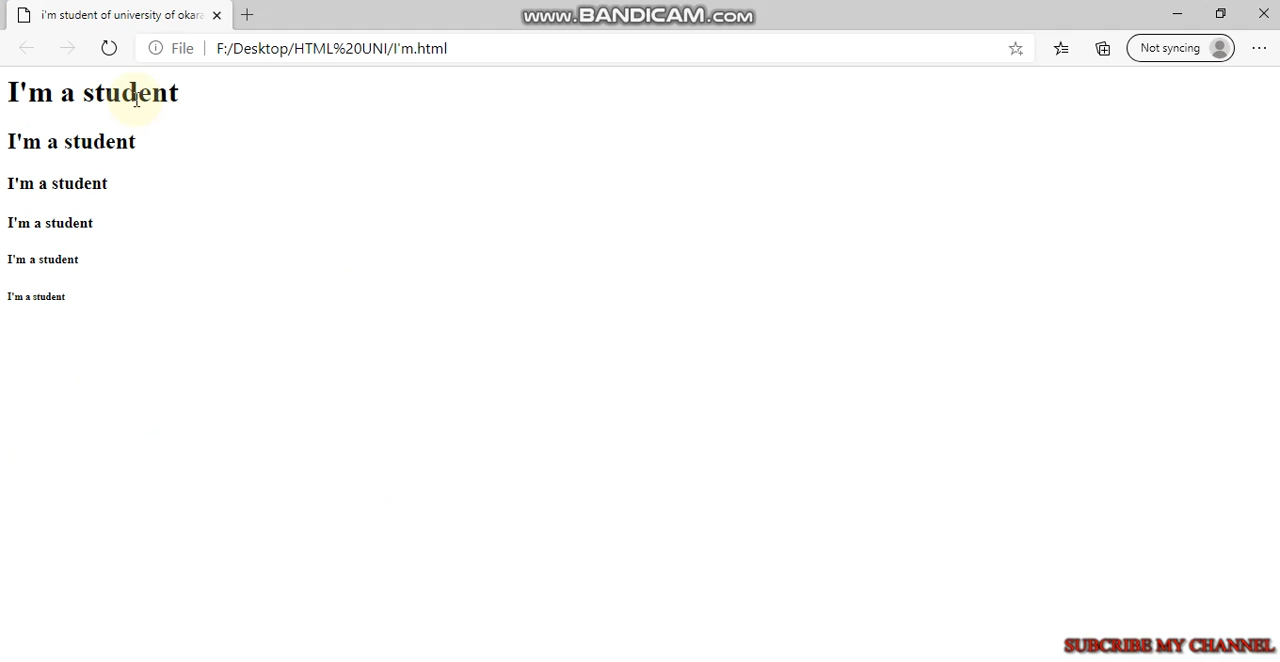 i'm student of university of okara
WWW.BANDICAM.COM
File
F:/Desktop/HTML%20UNI/I'm.html
Not syncing
I'm a student
I'm a student
I'm a student
I'm a student
I'm a student
I'm a student
SUBCRIBE MY CHANNEL